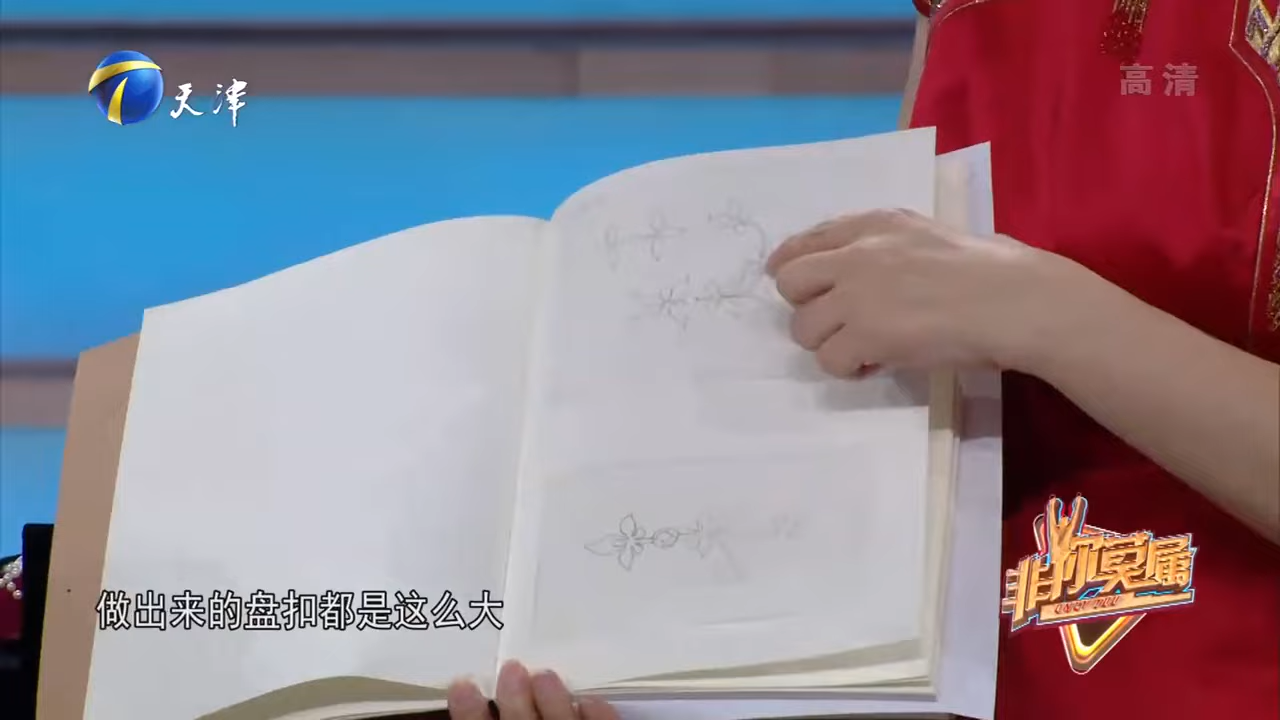 天津
高清
非你莫属
做出来的盘扣都是这么大